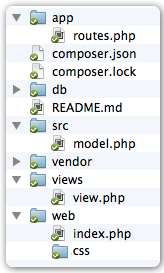 app
routes.php
composer.json
composer.lock
db
README.md
src
model.php
vendor
views
view.php
web
index.php
css